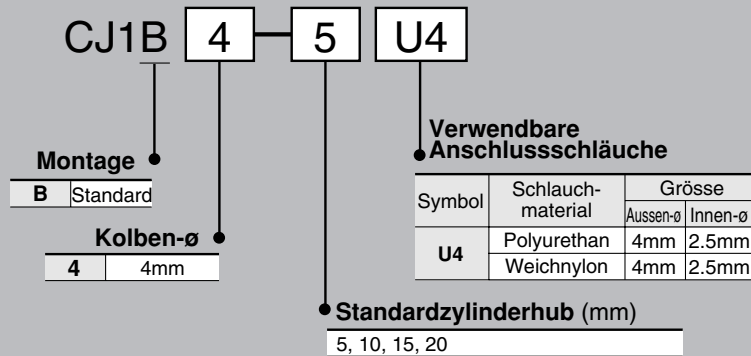 CJ1B 4 5 U4
Montage
B Standard
Kolben-ø
4 4mm
Verwendbare
Anschlussschläuche
Symbol Schlauch-
material Grösse
Aussen-ø Innen-ø
U4 Polyurethan 4mm 2.5mm
Weichnylon 4mm 2.5mm
Standardzylinderhub (mm)
5, 10, 15, 20